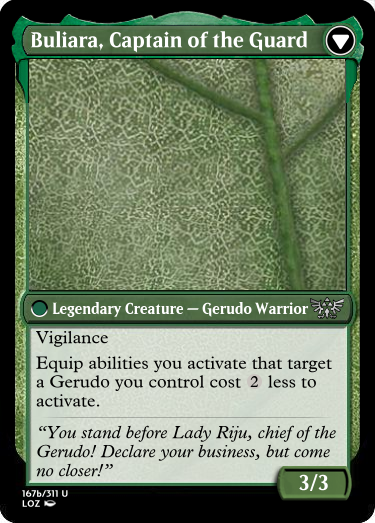 Buliara, Captain of the Guard
Legendary Creature — Gerudo Warrior
Vigilance
Equip abilities you activate that target
a Gerudo you control cost 2 less to
activate.
“You stand before Lady Riju, chief of the
Gerudo! Declare your business, but come
no closer!”
3/3
167b/311 U
LOZ